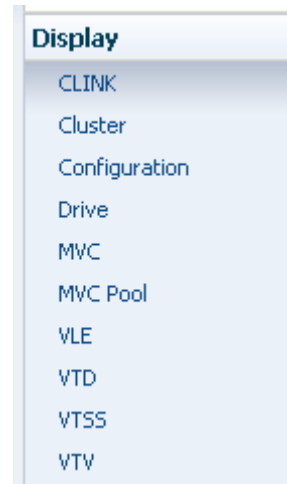 Display
CLINK
Cluster
Configuration
Drive
MVC
MVC Pool
VLE
VTD
VTSS
VTV